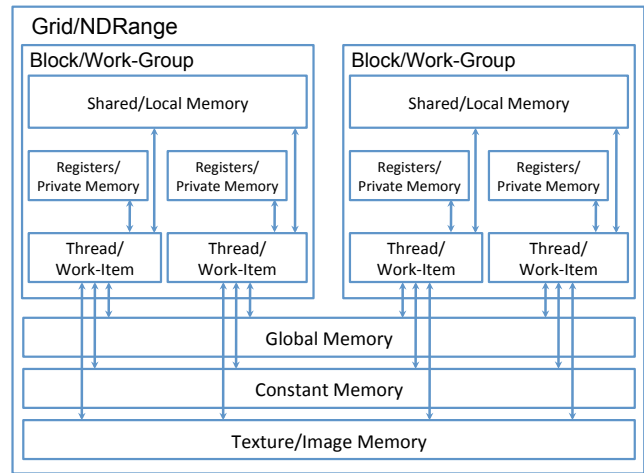 Grid/NDRange
Block/Work-Group
Shared/Local Memory
Registers/
Private Memory
Registers/
Private Memory
Thread/
Work-Item
Thread/
Work-Item
Block/Work-Group
Shared/Local Memory
Registers/
Private Memory
Registers/
Private Memory
Thread/
Work-Item
Thread/
Work-Item
Global Memory
Constant Memory
Texture/Image Memory